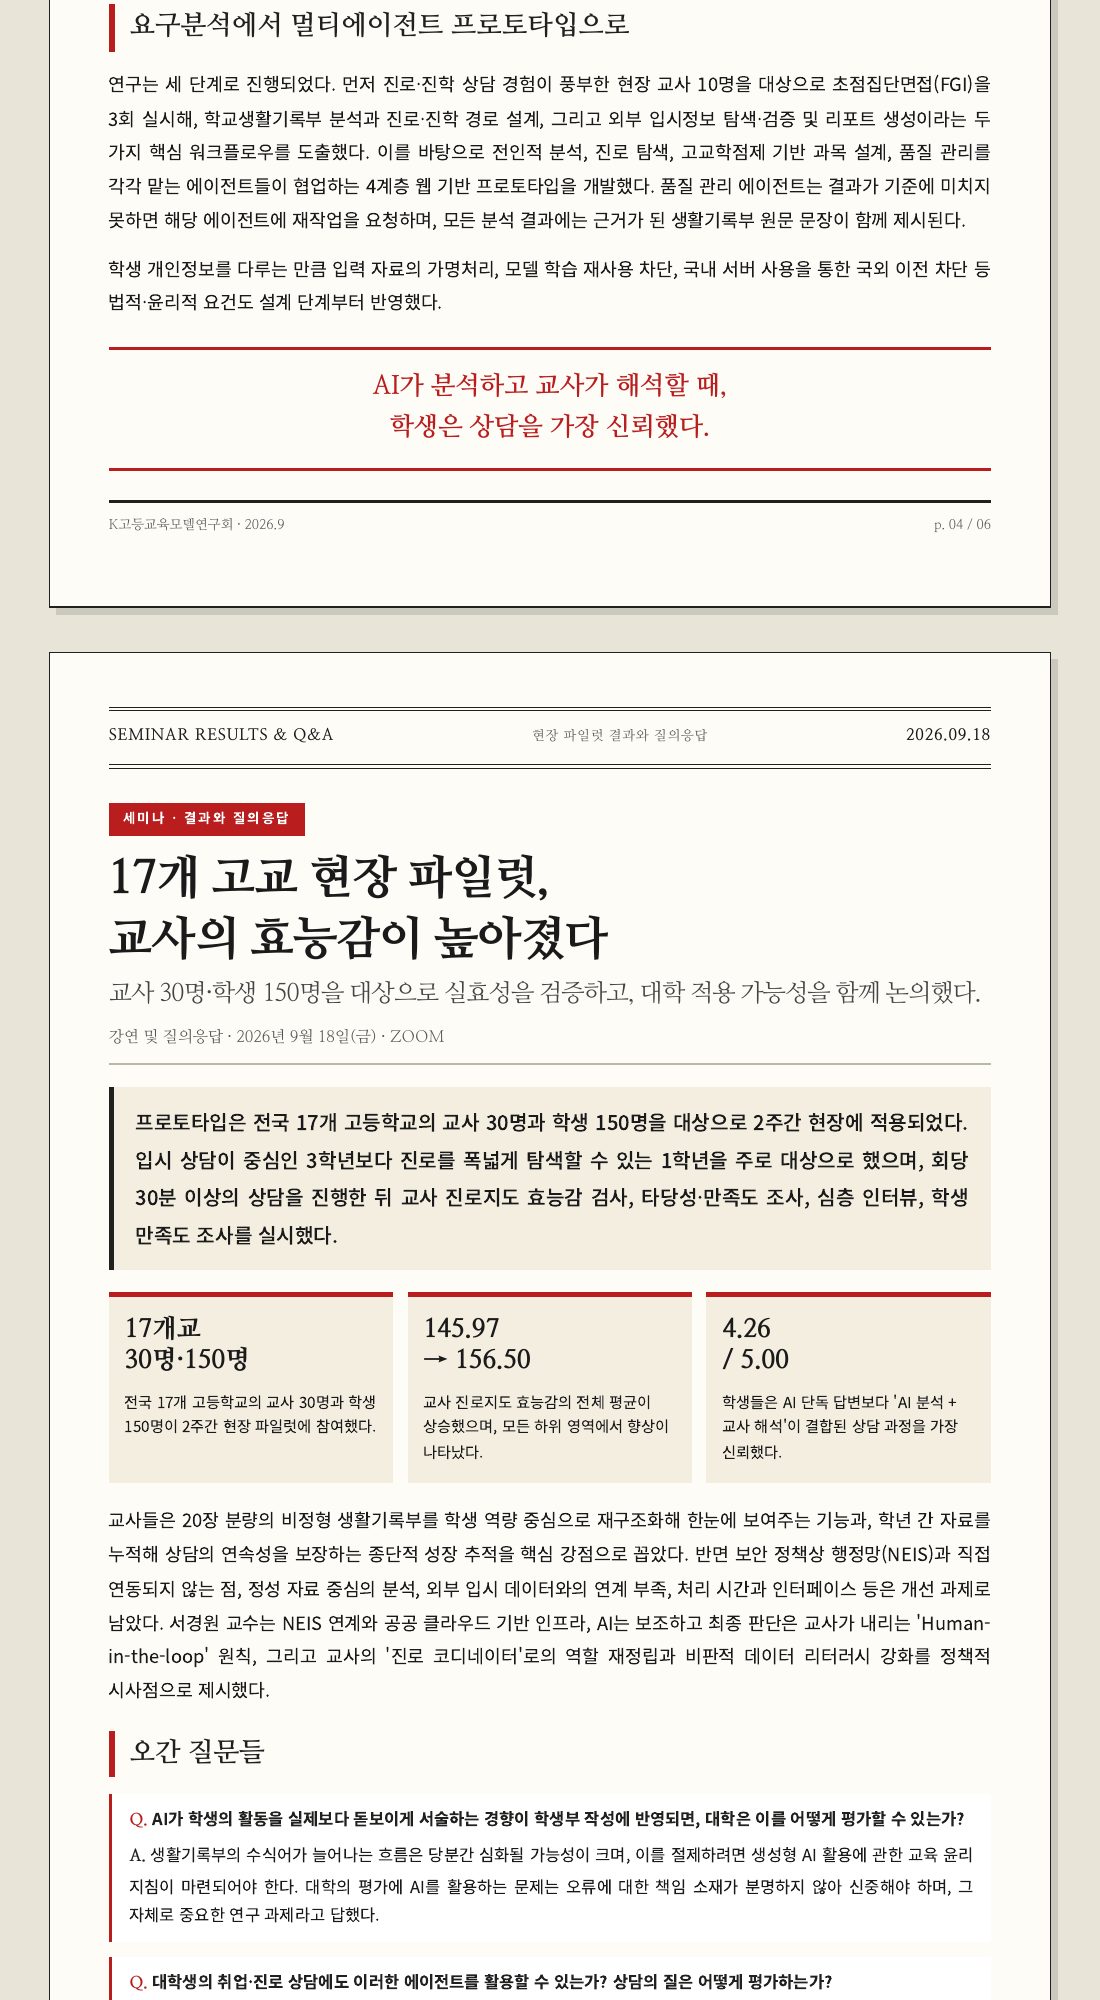 요구분석에서 멀티에이전트 프로토타입으로
연구는 세 단계로 진행되었다. 먼저 진로·진학 상담 경험이 풍부한 현장 교사 10명을 대상으로 초점집단면접(FGI)을
3회 실시해, 학교생활기록부 분석과 진로·진학 경로 설계, 그리고 외부 입시정보 탐색·검증 및 리포트 생성이라는 두
가지 핵심 워크플로우를 도출했다. 이를 바탕으로 전인적 분석, 진로 탐색, 고교학점제 기반 과목 설계, 품질 관리를
각각 맡는 에이전트들이 협업하는 4계층 웹 기반 프로토타입을 개발했다. 품질 관리 에이전트는 결과가 기준에 미치지
못하면 해당 에이전트에 재작업을 요청하며, 모든 분석 결과에는 근거가 된 생활기록부 원문 문장이 함께 제시된다.
학생 개인정보를 다루는 만큼 입력 자료의 가명처리, 모델 학습 재사용 차단, 국내 서버 사용을 통한 국외 이전 차단 등
법적·윤리적 요건도 설계 단계부터 반영했다.
AI가 분석하고 교사가 해석할 때,
학생은 상담을 가장 신뢰했다.
K고등교육모델연구회 · 2026.9
p. 04 / 06
SEMINAR RESULTS & Q&A
현장 파일럿 결과와 질의응답
2026.09.18
세미나 · 결과와 질의응답
17개 고교 현장 파일럿,
교사의 효능감이 높아졌다
교사 30명·학생 150명을 대상으로 실효성을 검증하고, 대학 적용 가능성을 함께 논의했다.
강연 및 질의응답 · 2026년 9월 18일(금) · ZOOM
프로토타입은 전국 17개 고등학교의 교사 30명과 학생 150명을 대상으로 2주간 현장에 적용되었다.
입시 상담이 중심인 3학년보다 진로를 폭넓게 탐색할 수 있는 1학년을 주로 대상으로 했으며, 회당
30분 이상의 상담을 진행한 뒤 교사 진로지도 효능감 검사, 타당성·만족도 조사, 심층 인터뷰, 학생
만족도 조사를 실시했다.
17개교
30명·150명
전국 17개 고등학교의 교사 30명과 학생
150명이 2주간 현장 파일럿에 참여했다.
145.97
→ 156.50
교사 진로지도 효능감의 전체 평균이
상승했으며, 모든 하위 영역에서 향상이
나타났다.
4.26
/ 5.00
학생들은 AI 단독 답변보다 'AI 분석 +
교사 해석'이 결합된 상담 과정을 가장
신뢰했다.
교사들은 20장 분량의 비정형 생활기록부를 학생 역량 중심으로 재구조화해 한눈에 보여주는 기능과, 학년 간 자료를
누적해 상담의 연속성을 보장하는 종단적 성장 추적을 핵심 강점으로 꼽았다. 반면 보안 정책상 행정망(NEIS)과 직접
연동되지 않는 점, 정성 자료 중심의 분석, 외부 입시 데이터와의 연계 부족, 처리 시간과 인터페이스 등은 개선 과제로
남았다. 서경원 교수는 NEIS 연계와 공공 클라우드 기반 인프라, AI는 보조하고 최종 판단은 교사가 내리는 'Human-
in-the-loop' 원칙, 그리고 교사의 '진로 코디네이터'로의 역할 재정립과 비판적 데이터 리터러시 강화를 정책적
시사점으로 제시했다.
오간 질문들
Q. AI가 학생의 활동을 실제보다 돋보이게 서술하는 경향이 학생부 작성에 반영되면, 대학은 이를 어떻게 평가할 수 있는가?
A. 생활기록부의 수식어가 늘어나는 흐름은 당분간 심화될 가능성이 크며, 이를 절제하려면 생성형 AI 활용에 관한 교육 윤리
지침이 마련되어야 한다. 대학의 평가에 AI를 활용하는 문제는 오류에 대한 책임 소재가 분명하지 않아 신중해야 하며, 그
자체로 중요한 연구 과제라고 답했다.
Q. 대학생의 취업·진로 상담에도 이러한 에이전트를 활용할 수 있는가? 상담의 질은 어떻게 평가하는가?